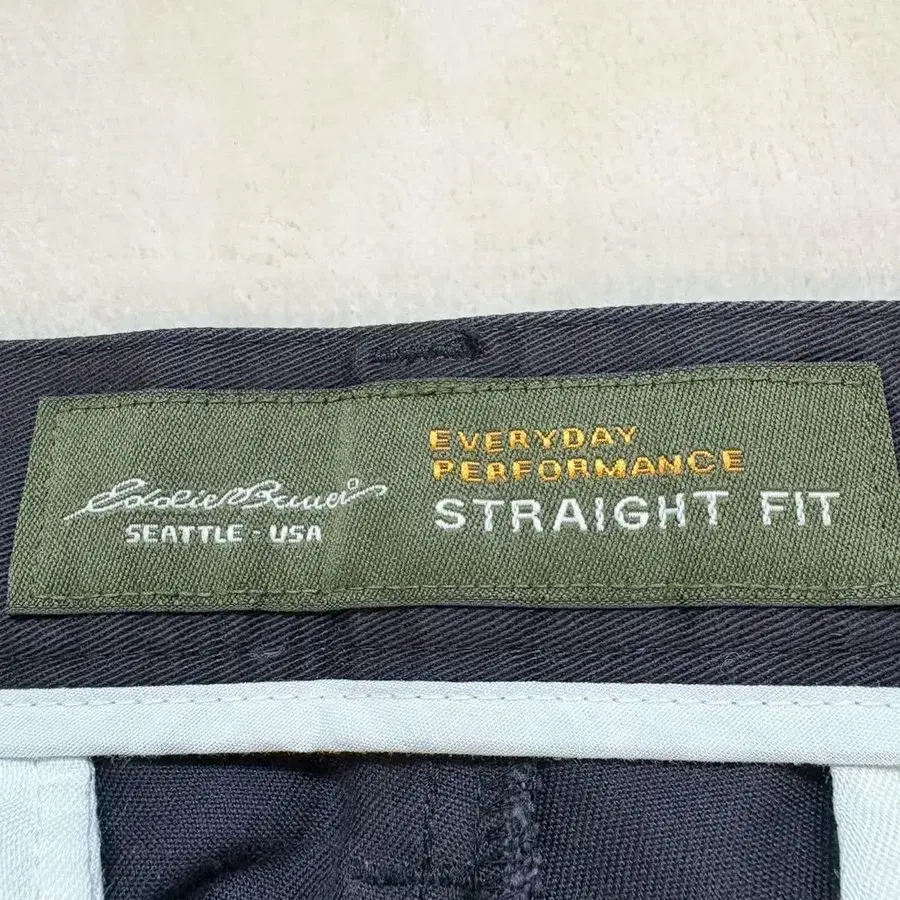 Eddie Bauer
SEATTLE - USA
EVERYDAY
PERFORMANCE
STRAIGHT FIT